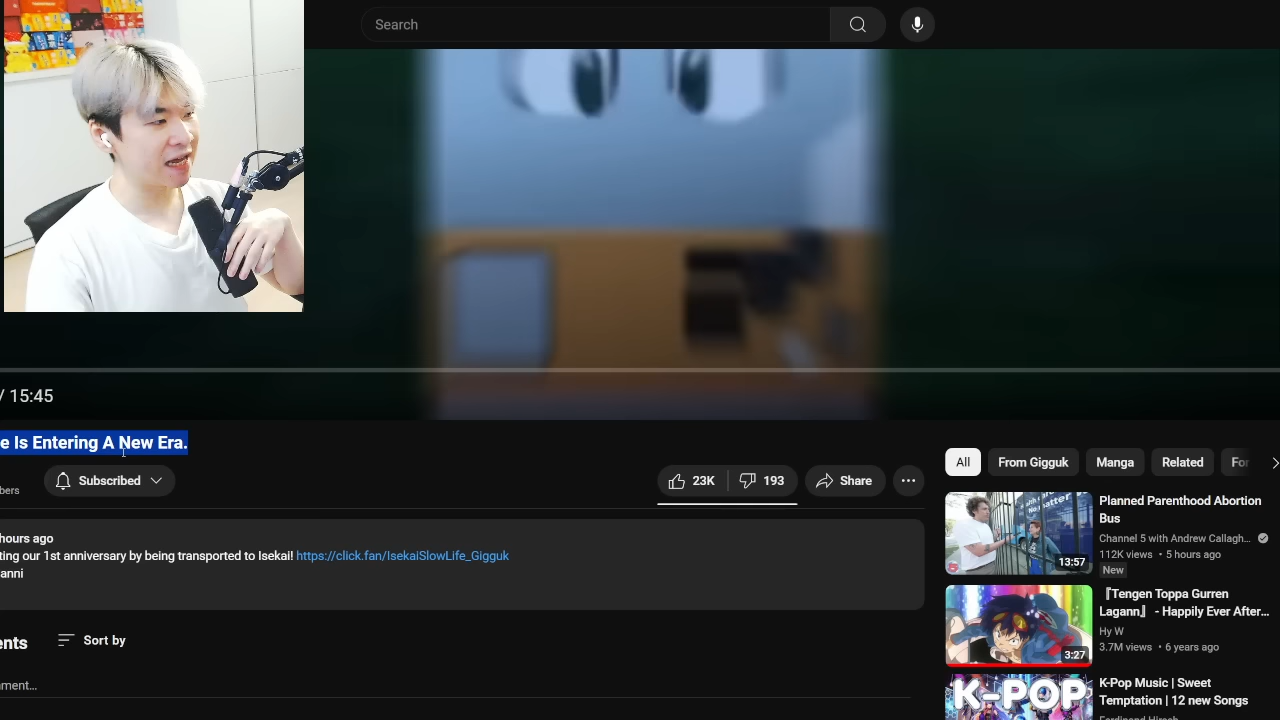 Search
/ 15:45
e Is Entering A New Era.
bers
Subscribed
23K
193
Share
hours ago
ting our 1st anniversary by being transported to Isekai! https://click.fan/IsekaiSlowLife_Gigguk
anni
ents
Sort by
mment...
All
From Gigguk
Manga
Related
For
13:57
Planned Parenthood Abortion
Bus
Channel 5 with Andrew Callagh...
112K views • 5 hours ago
New
3:27
『Tengen Toppa Gurren
Lagann』 - Happily Ever After...
Hy W
3.7M views • 6 years ago
K-POP
K-Pop Music | Sweet
Temptation | 12 new Songs